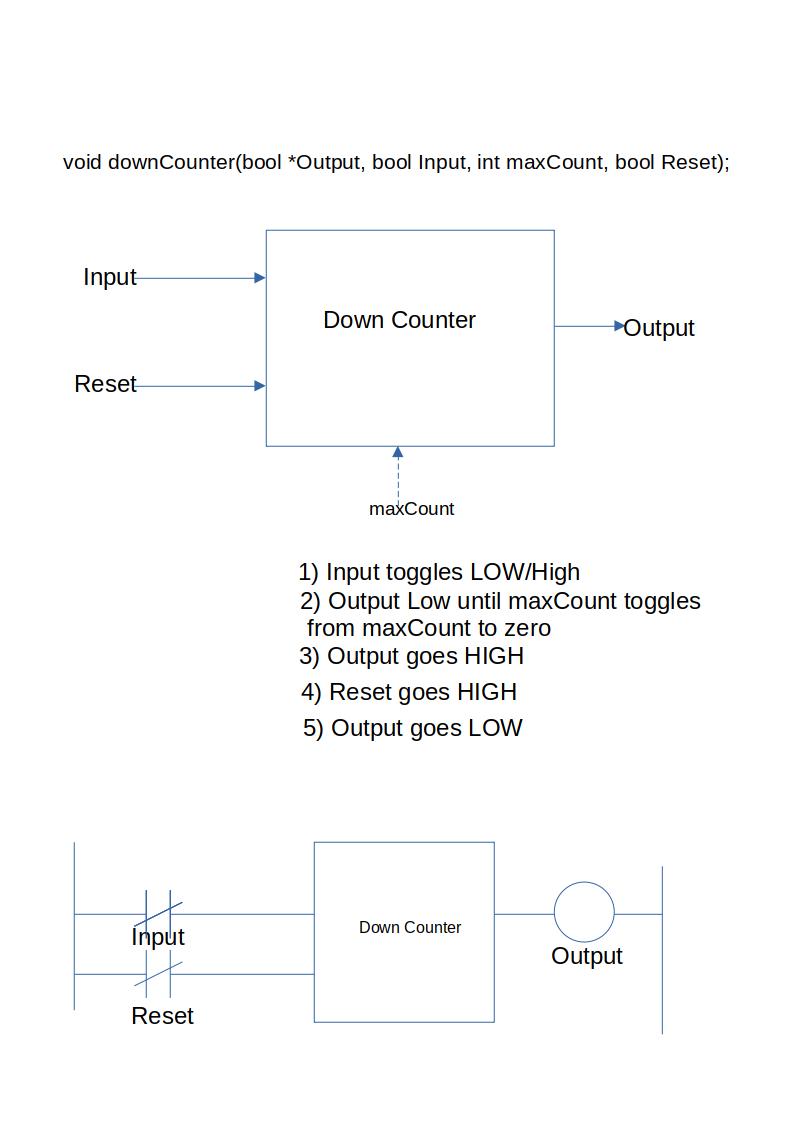 void downCounter(bool *Output, bool Input, int maxCount, bool Reset);
Input
Down Counter
Output
Reset
maxCount
1) Input toggles LOW/High
2) Output Low until maxCount toggles
from maxCount to zero
3) Output goes HIGH
4) Reset goes HIGH
5) Output goes LOW
Down Counter
Input
Output
Reset